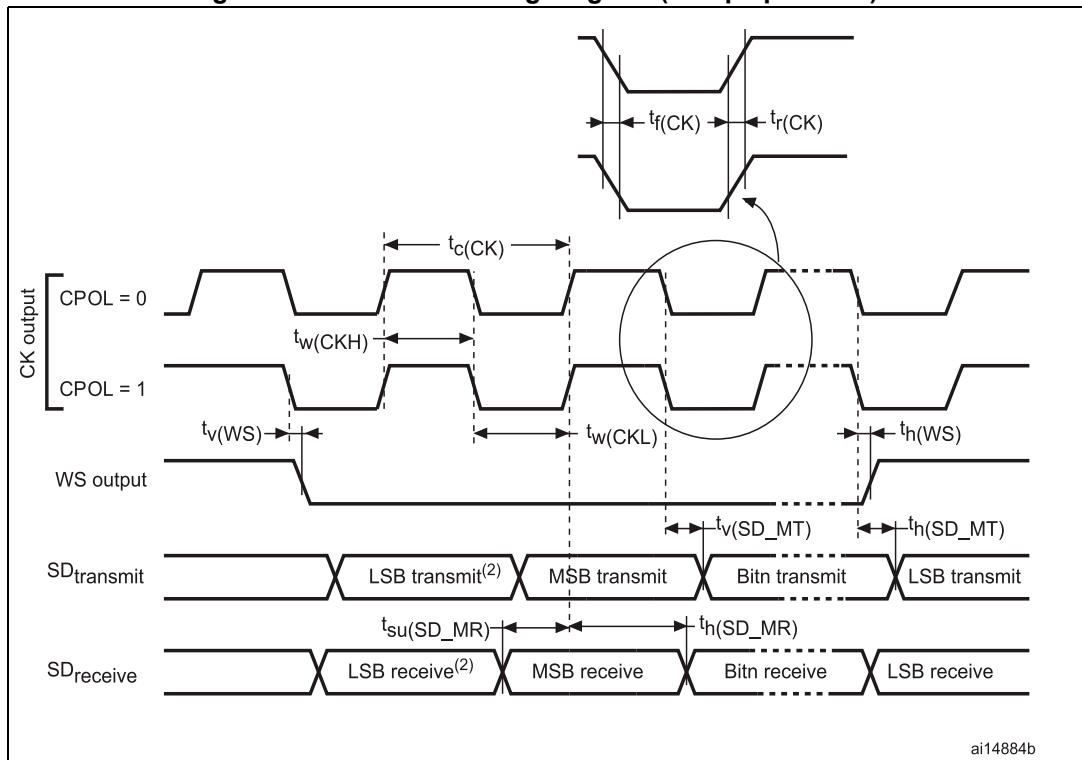 tf(CK)
tr(CK)
tc(CK)
CK output
CPOL = 0
tw(CKH)
CPOL = 1
tv(WS)
tw(CKL)
th(WS)
WS output
tv(SD_MT)
th(SD_MT)
SDtransmit
LSB transmit(2)
MSB transmit
Bitn transmit
LSB transmit
tsu(SD_MR)
th(SD_MR)
SDreceive
LSB receive(2)
MSB receive
Bitn receive
LSB receive
ai14884b